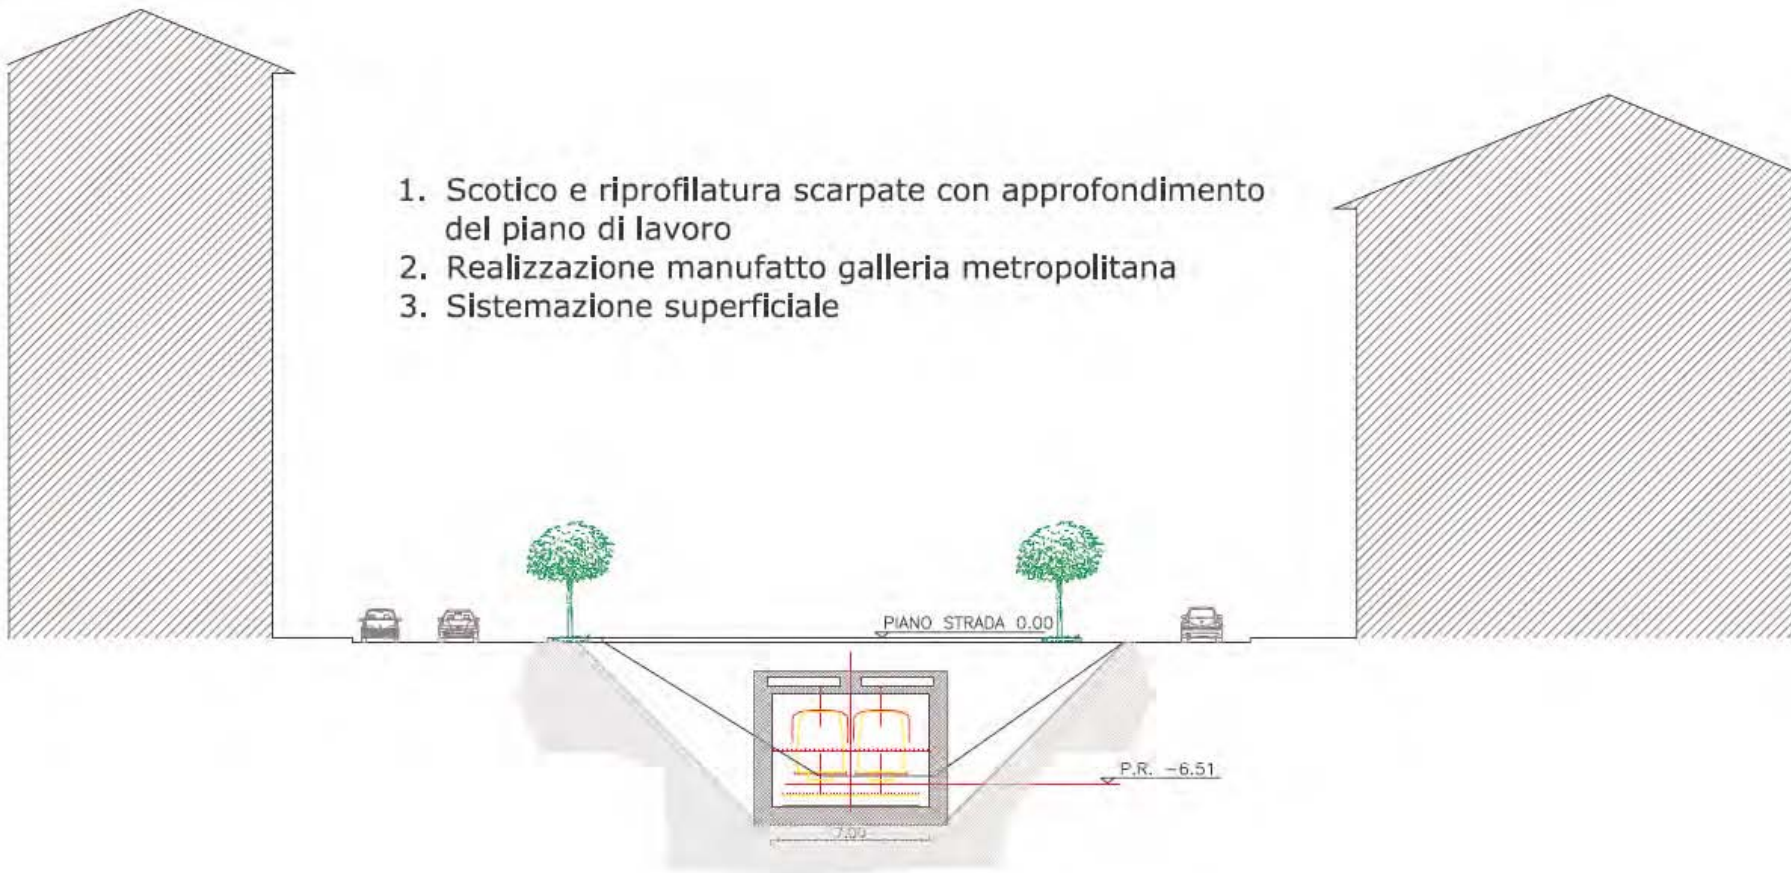 1. Scotico e riprofilatura scarpate con approfondimento
del piano di lavoro
2. Realizzazione manufatto galleria metropolitana
3. Sistemazione superficiale
PIANO STRADA 0.00
P.R. -6.51
7.00